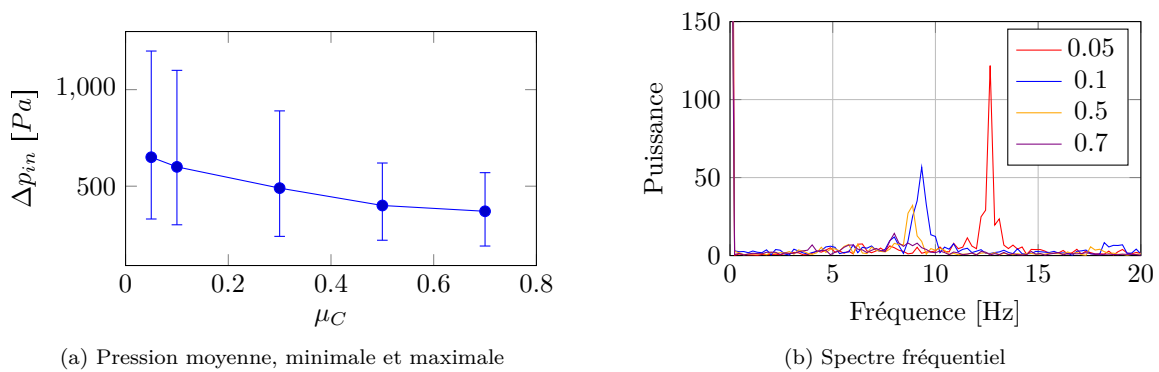 1,000
500
Δp_in [Pa]
0 0.2 0.4 0.6 0.8
μ_C
(a) Pression moyenne, minimale et maximale
150
100
50
0
Puissance
0.05
0.1
0.5
0.7
0 5 10 15 20
Fréquence [Hz]
(b) Spectre fréquentiel